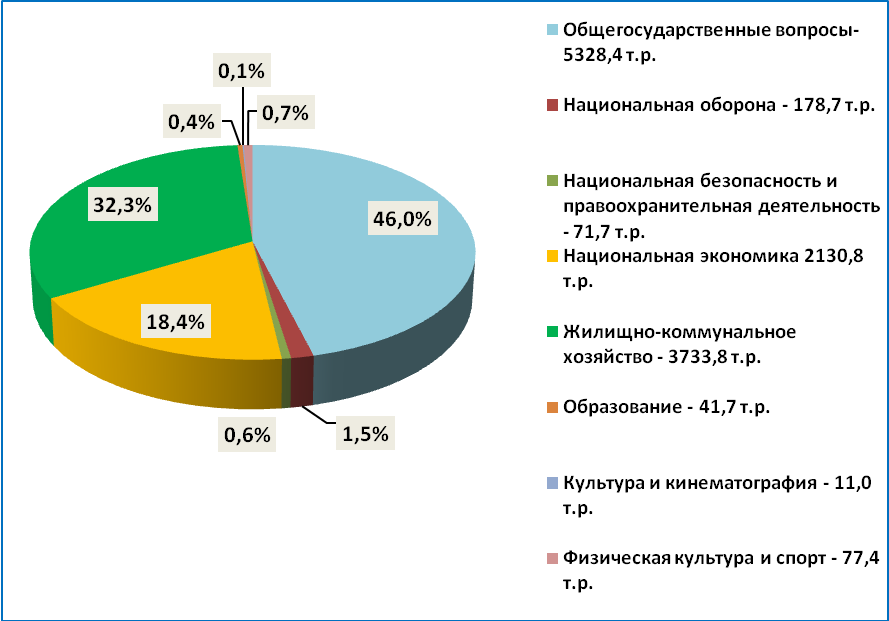 0,1%
0,4%
0,7%
32,3%
46,0%
18,4%
0,6%
1,5%
Общегосударственные вопросы-
5328,4 т.р.
Национальная оборона - 178,7 т.р.
Национальная безопасность и
правоохранительная деятельность
- 71,7 т.р.
Национальная экономика 2130,8
т.р.
Жилищно-коммунальное
хозяйство - 3733,8 т.р.
Образование - 41,7 т.р.
Культура и кинематография - 11,0
т.р.
Физическая культура и спорт - 77,4
т.р.